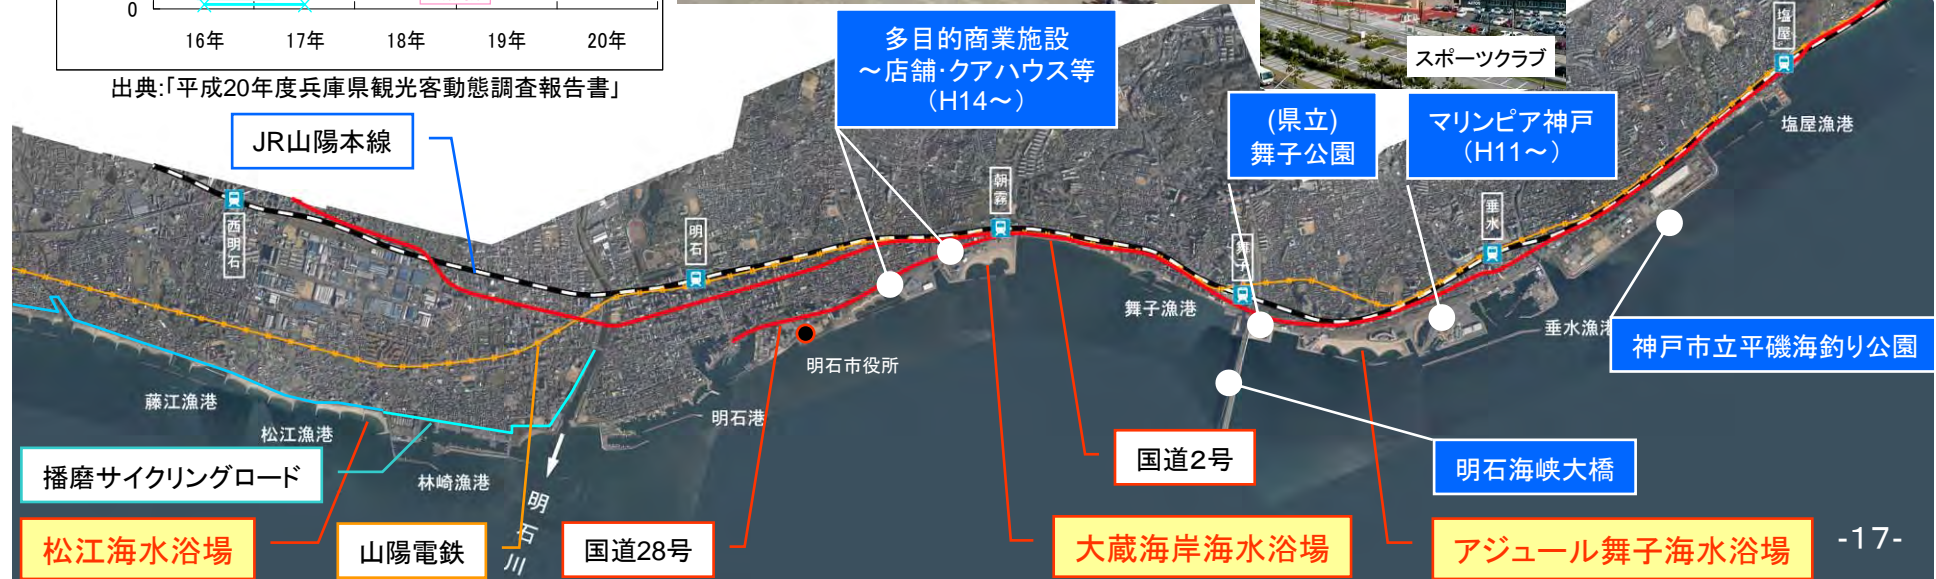 0
16年 17年 18年 19年 20年
出典:「平成20年度兵庫県観光客動態調査報告書」
JR山陽本線
多目的商業施設
～店舗・クアハウス等
（H14～）
スポーツクラブ
(県立)
舞子公園
マリンピア神戸
（H11～）
塩屋
塩屋漁港
西明石
明石
朝霧
舞子
垂水
舞子漁港
垂水漁港
神戸市立平磯海釣り公園
明石市役所
藤江漁港
松江漁港
明石港
林崎漁港
明石川
播磨サイクリングロード
国道2号
明石海峡大橋
松江海水浴場
山陽電鉄
国道28号
大蔵海岸海水浴場
アジュール舞子海水浴場
-17-